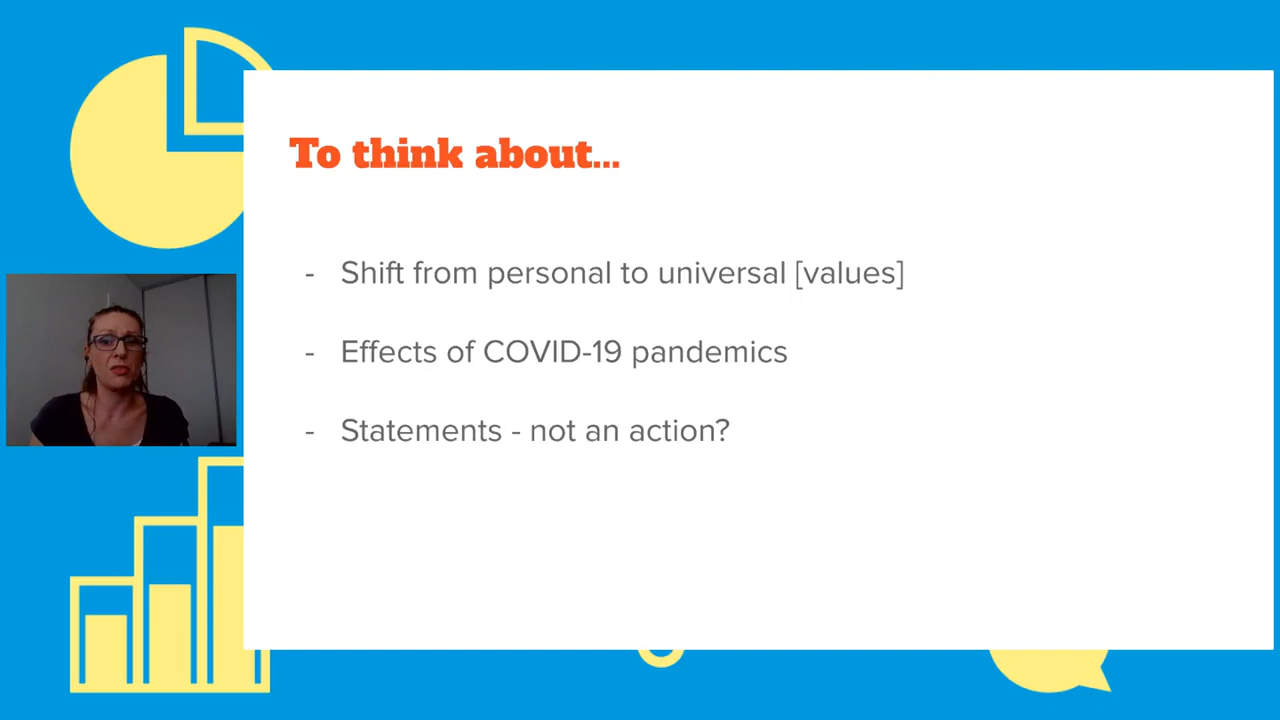 To think about...
- Shift from personal to universal [values]
- Effects of COVID-19 pandemics
- Statements - not an action?